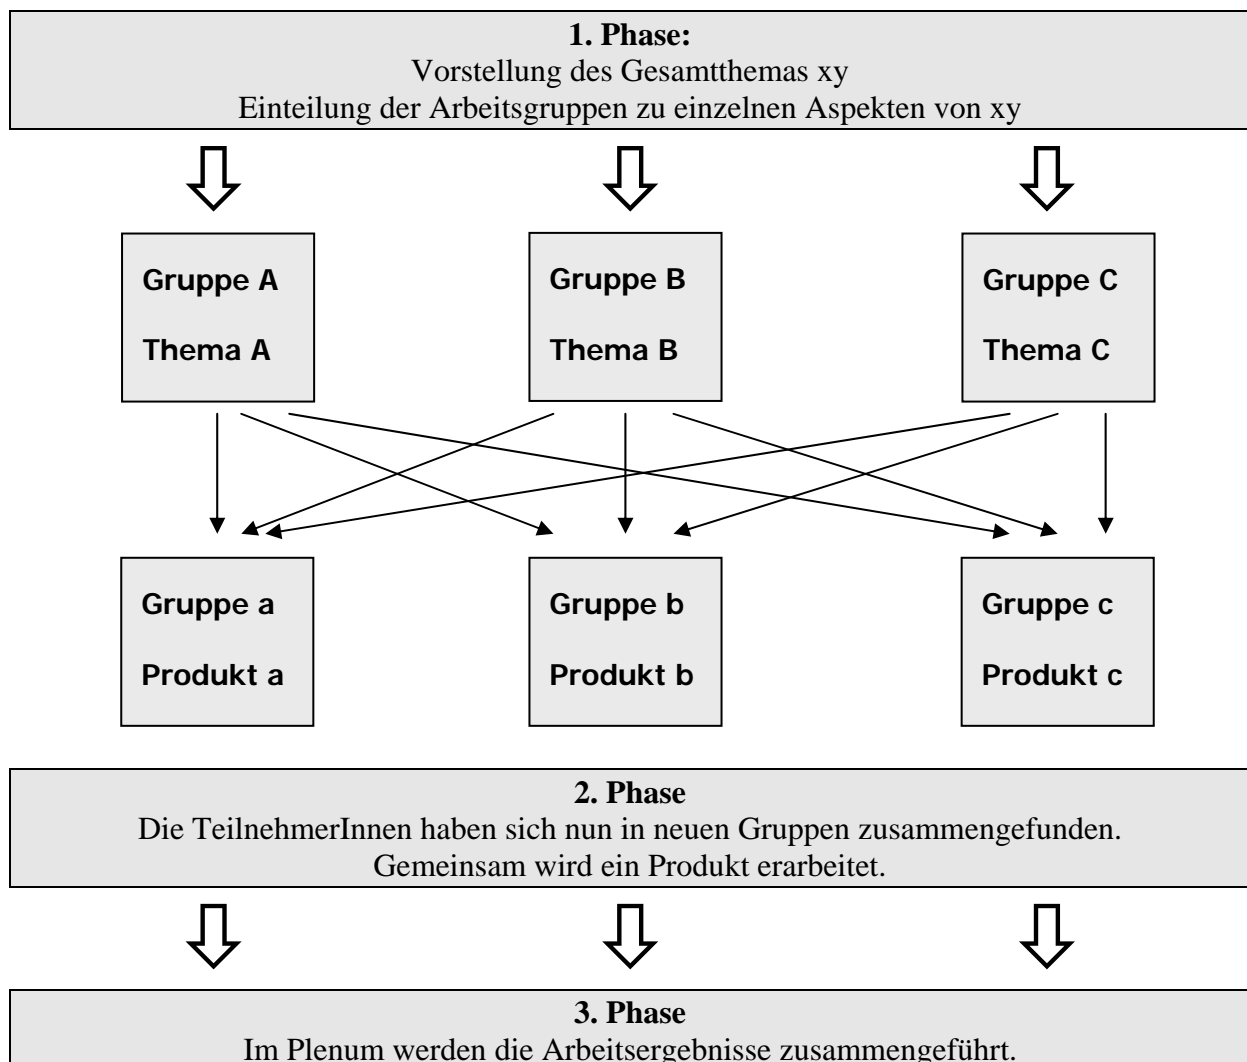 1. Phase:
Vorstellung des Gesamtthemas xy
Einteilung der Arbeitsgruppen zu einzelnen Aspekten von xy
Gruppe A
Thema A
Gruppe B
Thema B
Gruppe C
Thema C
Gruppe a
Produkt a
Gruppe b
Produkt b
Gruppe c
Produkt c
2. Phase
Die TeilnehmerInnen haben sich nun in neuen Gruppen zusammengefunden.
Gemeinsam wird ein Produkt erarbeitet.
3. Phase
Im Plenum werden die Arbeitsergebnisse zusammengeführt.